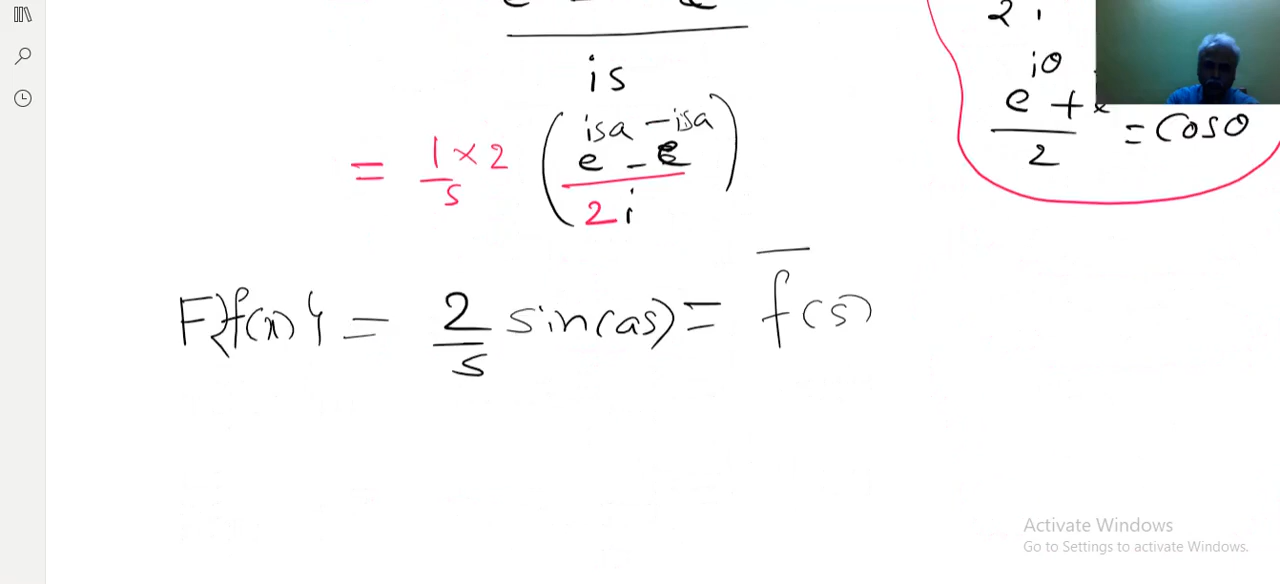 is
= 1/s × 2 ( (e^{isa} - e^{-isa}) / 2i )
F{f(x)} = 2/s sin(as) = f̅(s)
2i
e^{iθ} +
/ 2 = cosθ
Activate Windows
Go to Settings to activate Windows.